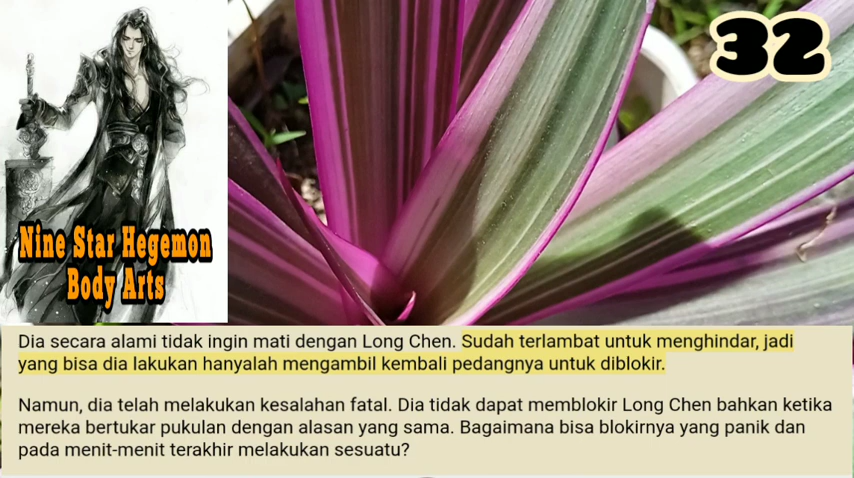 32
Nine Star Hegemon
Body Arts
Dia secara alami tidak ingin mati dengan Long Chen. Sudah terlambat untuk menghindar, jadi
yang bisa dia lakukan hanyalah mengambil kembali pedangnya untuk diblokir.
Namun, dia telah melakukan kesalahan fatal. Dia tidak dapat memblokir Long Chen bahkan ketika
mereka bertukar pukulan dengan alasan yang sama. Bagaimana bisa blokirnya yang panik dan
pada menit-menit terakhir melakukan sesuatu?